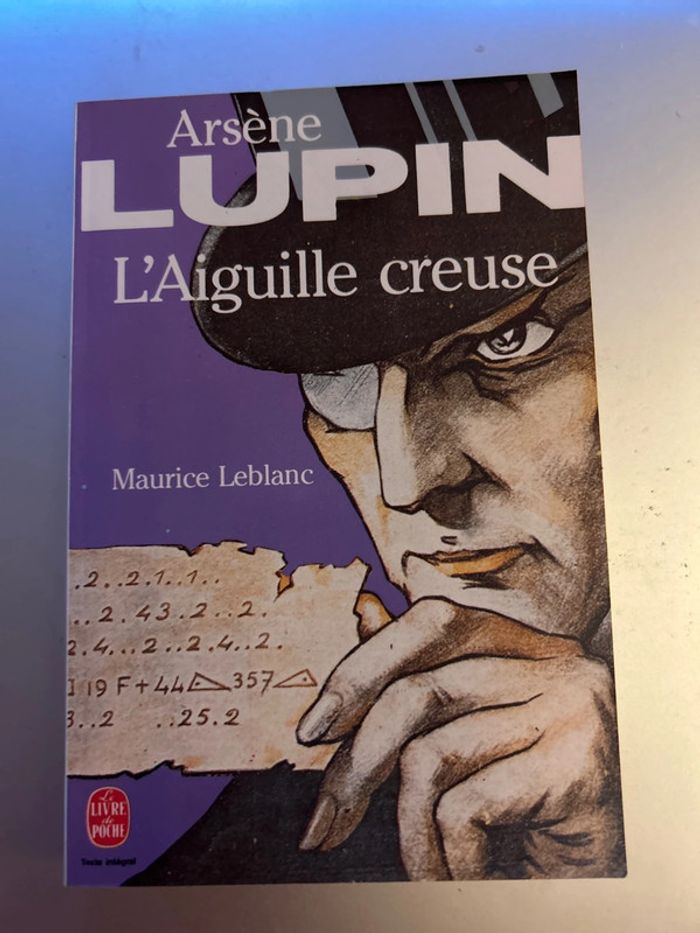 Arsène
LUPIN
L'Aiguille creuse
Maurice Leblanc
.2..2.1..1..
..2.43.2..2.
2.4...2..2.4..2.
19 F+44◺357◺
3..2 ..25.2
Le
LIVRE
de
POCHE
Texte intégral